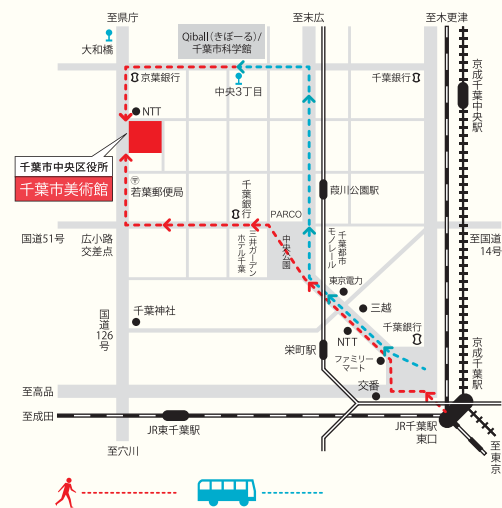 至県庁
至末広
至木更津
大和橋
Qiball(きぼーる)/
千葉市科学館
京葉銀行
中央3丁目
千葉銀行
京成千葉中央駅
NTT
千葉市中央区役所
千葉市美術館
若葉郵便局
千葉銀行
葭川公園駅
PARCO
国道51号
広小路
交差点
三井ガーデン
ホテル千葉
中央公園
千葉都市
モノレール
至国道
14号
東京電力
三越
千葉神社
国道126号
NTT
千葉銀行
栄町駅
ファミリー
マート
京成千葉駅
交番
至高品
至成田
JR東千葉駅
JR千葉駅
東口
至東京
至穴川